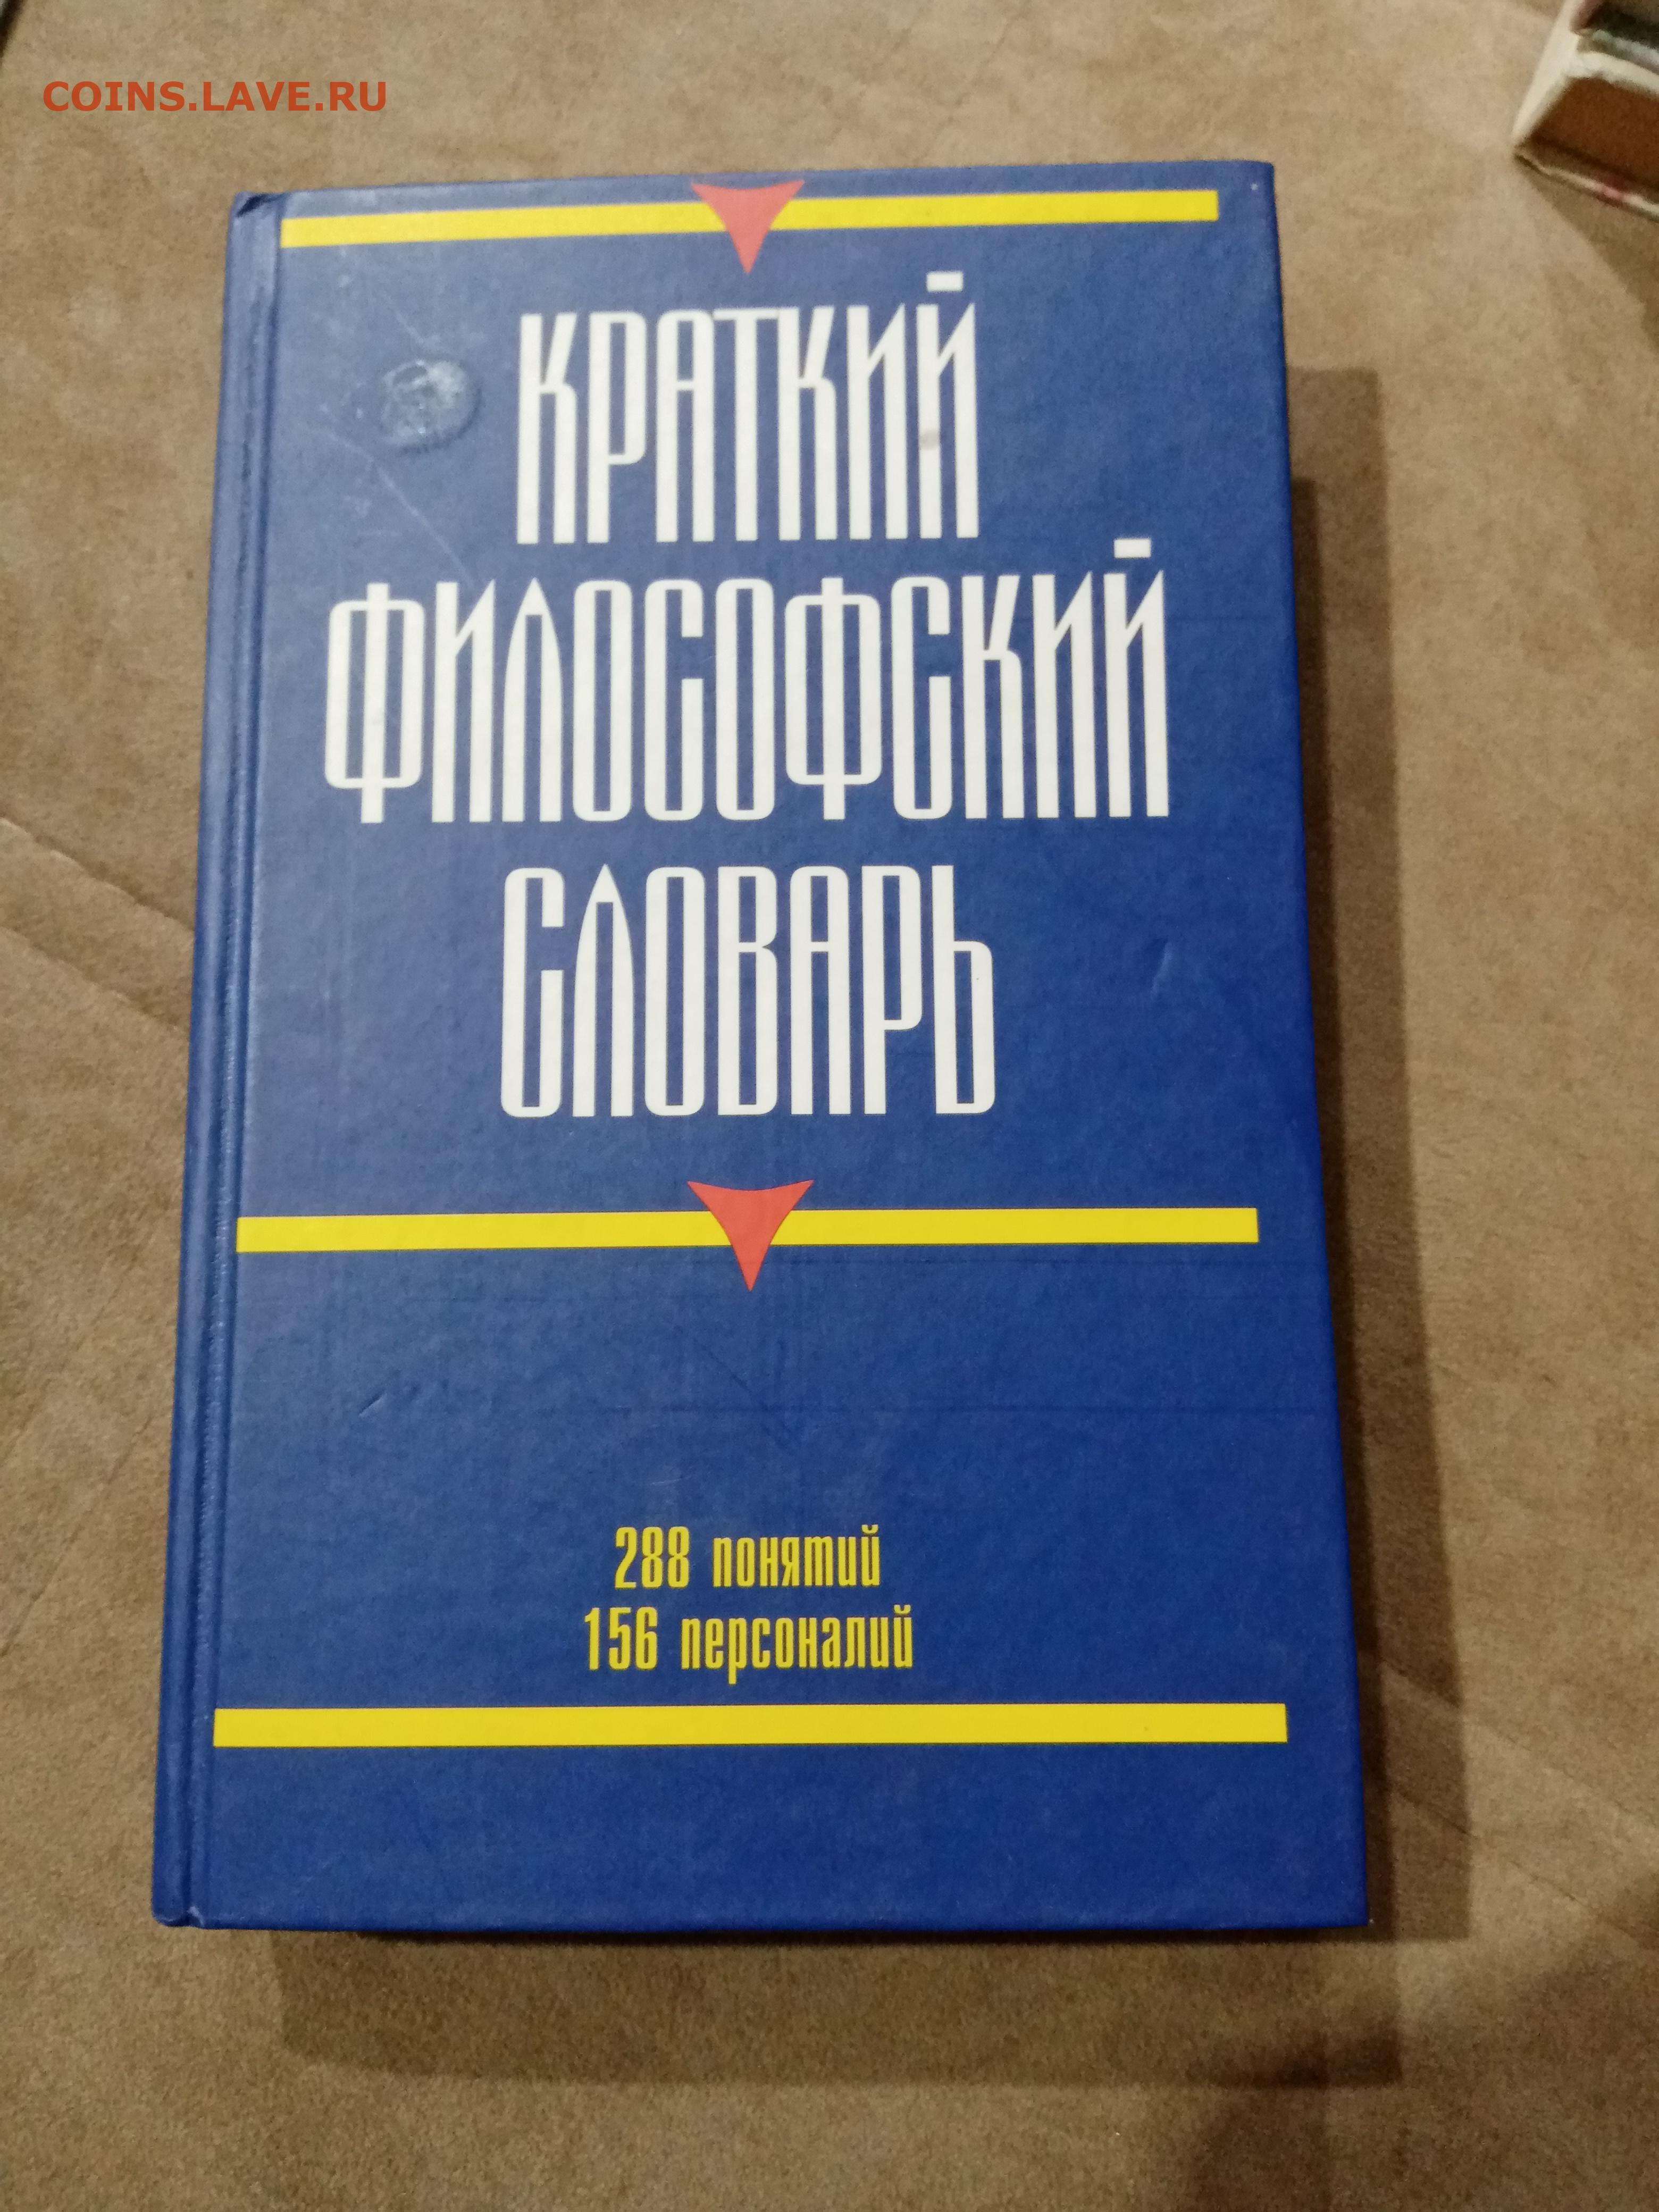 COINS.LAVE.RU
КРАТКИЙ
ФИЛОСОФСКИЙ
СЛОВАРЬ
288 понятий
156 персоналий